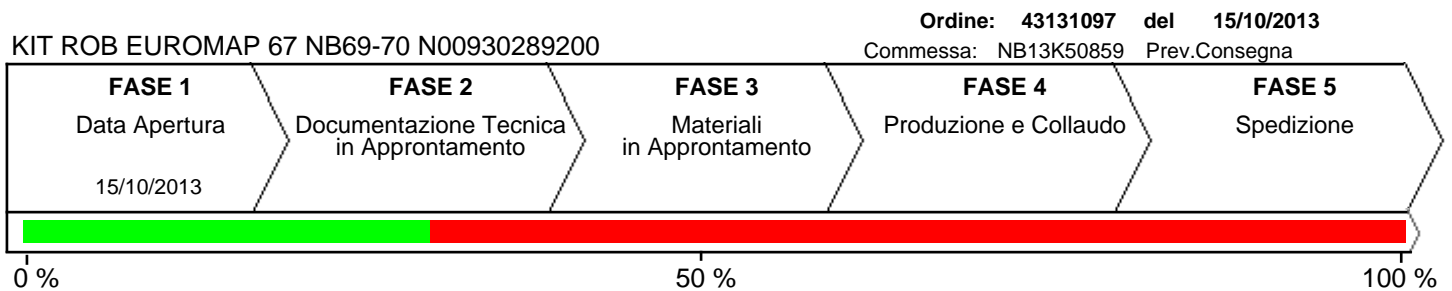 Ordine: 43131097 del 15/10/2013
KIT ROB EUROMAP 67 NB69-70 N00930289200
Commessa: NB13K50859 Prev.Consegna
FASE 1
Data Apertura
15/10/2013
FASE 2
Documentazione Tecnica
in Approntamento
FASE 3
Materiali
in Approntamento
FASE 4
Produzione e Collaudo
FASE 5
Spedizione
0 %
50 %
100 %